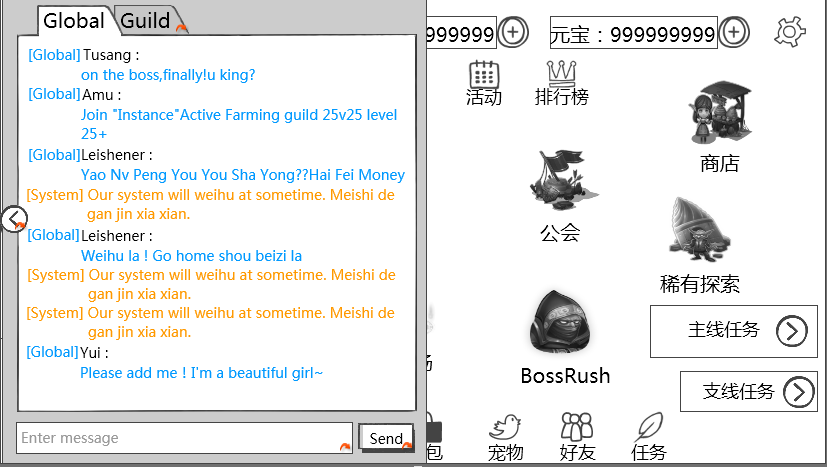 Global
Guild
[Global] Tusang :
on the boss,finally!u king?
[Global] Amu :
Join "Instance"Active Farming guild 25v25 level
25+
[Global] Leishener :
Yao Nv Peng You You Sha Yong??Hai Fei Money
[System] Our system will weihu at sometime. Meishi de
gan jin xia xian.
[Global] Leishener :
Weihu la ! Go home shou beizi la
[System] Our system will weihu at sometime. Meishi de
gan jin xia xian.
[System] Our system will weihu at sometime. Meishi de
gan jin xia xian.
[Global] Yui :
Please add me ! I'm a beautiful girl~
Enter message
Send
999999
元宝：999999999
活动
排行榜
商店
公会
稀有探索
主线任务
BossRush
支线任务
包
宠物
好友
任务